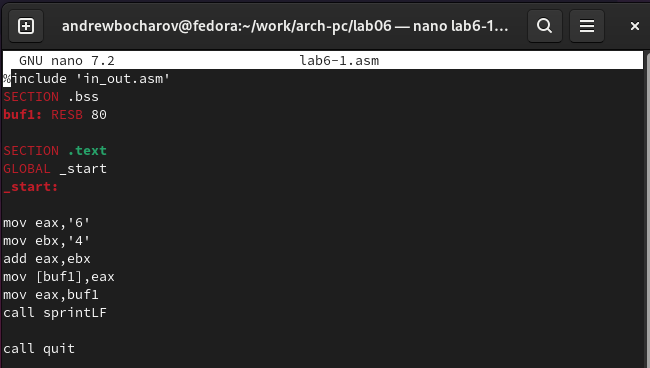 andrewbocharov@fedora:~/work/arch-pc/lab06 — nano lab6-1…
GNU nano 7.2 lab6-1.asm
%include 'in_out.asm'
SECTION .bss
buf1: RESB 80
SECTION .text
GLOBAL _start
_start:
mov eax,'6'
mov ebx,'4'
add eax,ebx
mov [buf1],eax
mov eax,buf1
call sprintLF
call quit